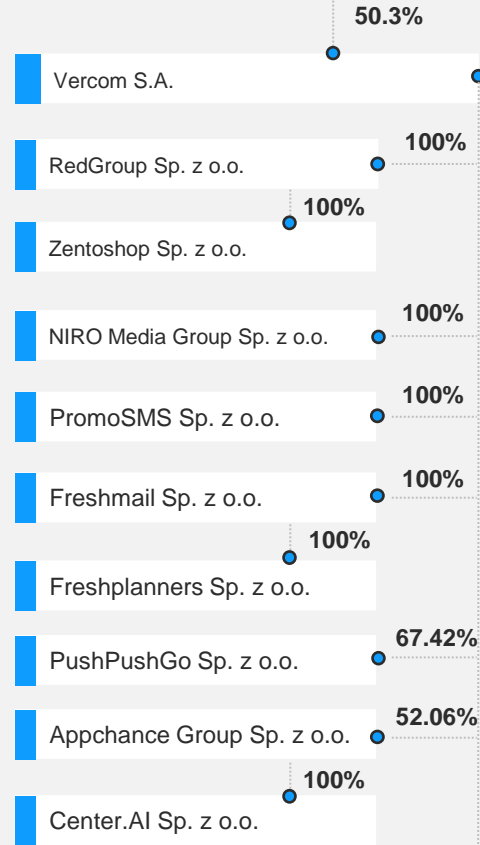 50.3%
Vercom S.A.
100%
RedGroup Sp. z o.o.
100%
Zentoshop Sp. z o.o.
100%
NIRO Media Group Sp. z o.o.
100%
PromoSMS Sp. z o.o.
100%
Freshmail Sp. z o.o.
100%
Freshplanners Sp. z o.o.
67.42%
PushPushGo Sp. z o.o.
52.06%
Appchance Group Sp. z o.o.
100%
Center.AI Sp. z o.o.